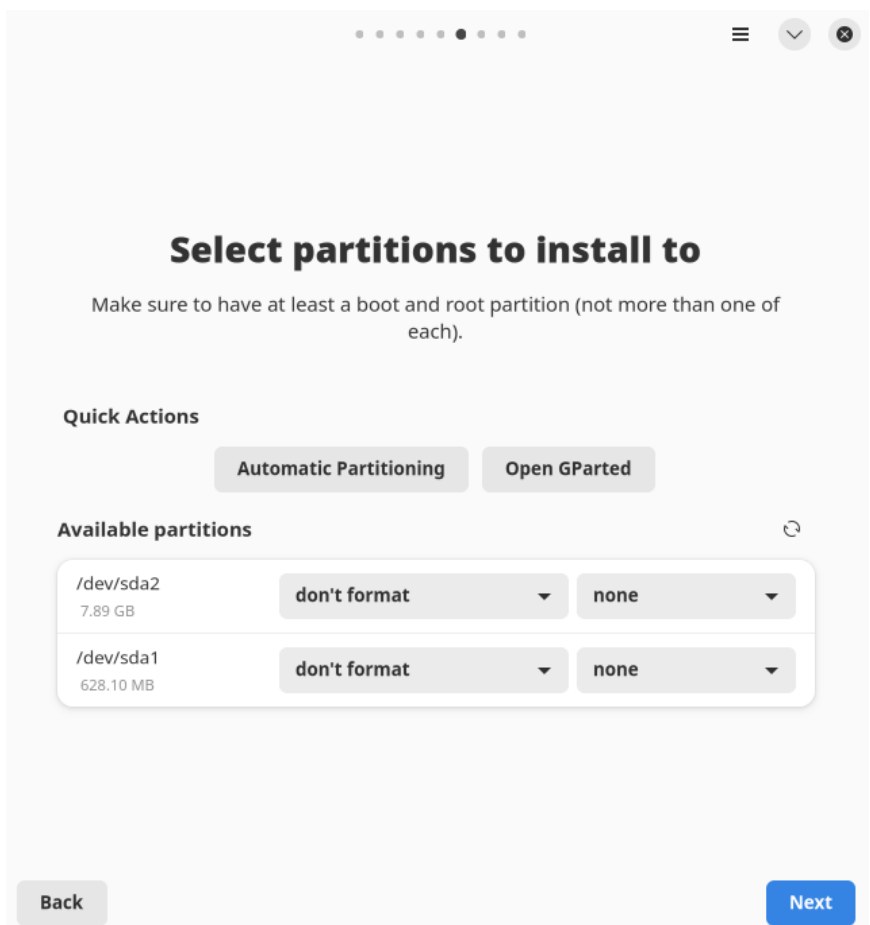 Select partitions to install to
Make sure to have at least a boot and root partition (not more than one of
each).
Quick Actions
Automatic Partitioning
Open GParted
Available partitions
/dev/sda2
7.89 GB
don't format
none
/dev/sda1
628.10 MB
don't format
none
Back
Next